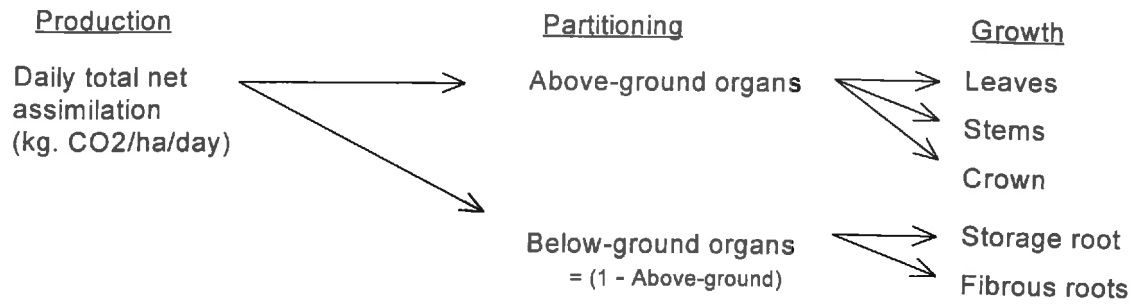 Production
Partitioning
Growth
Daily total net
assimilation
(kg. CO2/ha/day)
Above-ground organs
Leaves
Stems
Crown
Below-ground organs
= (1 - Above-ground)
Storage root
Fibrous roots